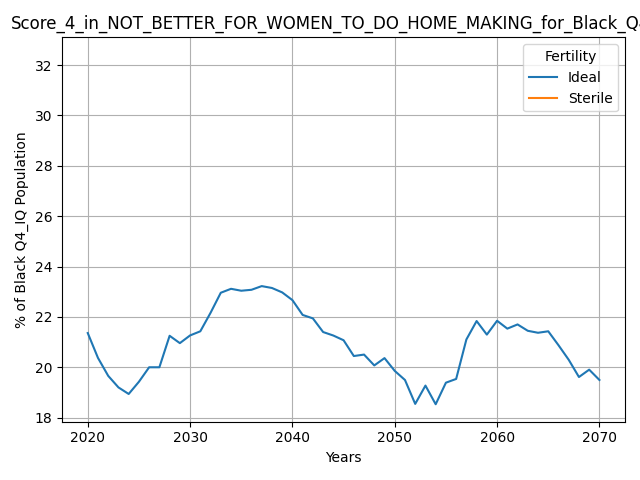 Score_4_in_NOT_BETTER_FOR_WOMEN_TO_DO_HOME_MAKING_for_Black_Q4
Fertility
Ideal
Sterile
% of Black Q4_IQ Population
32
30
28
26
24
22
20
18
2020 2030 2040 2050 2060 2070
Years